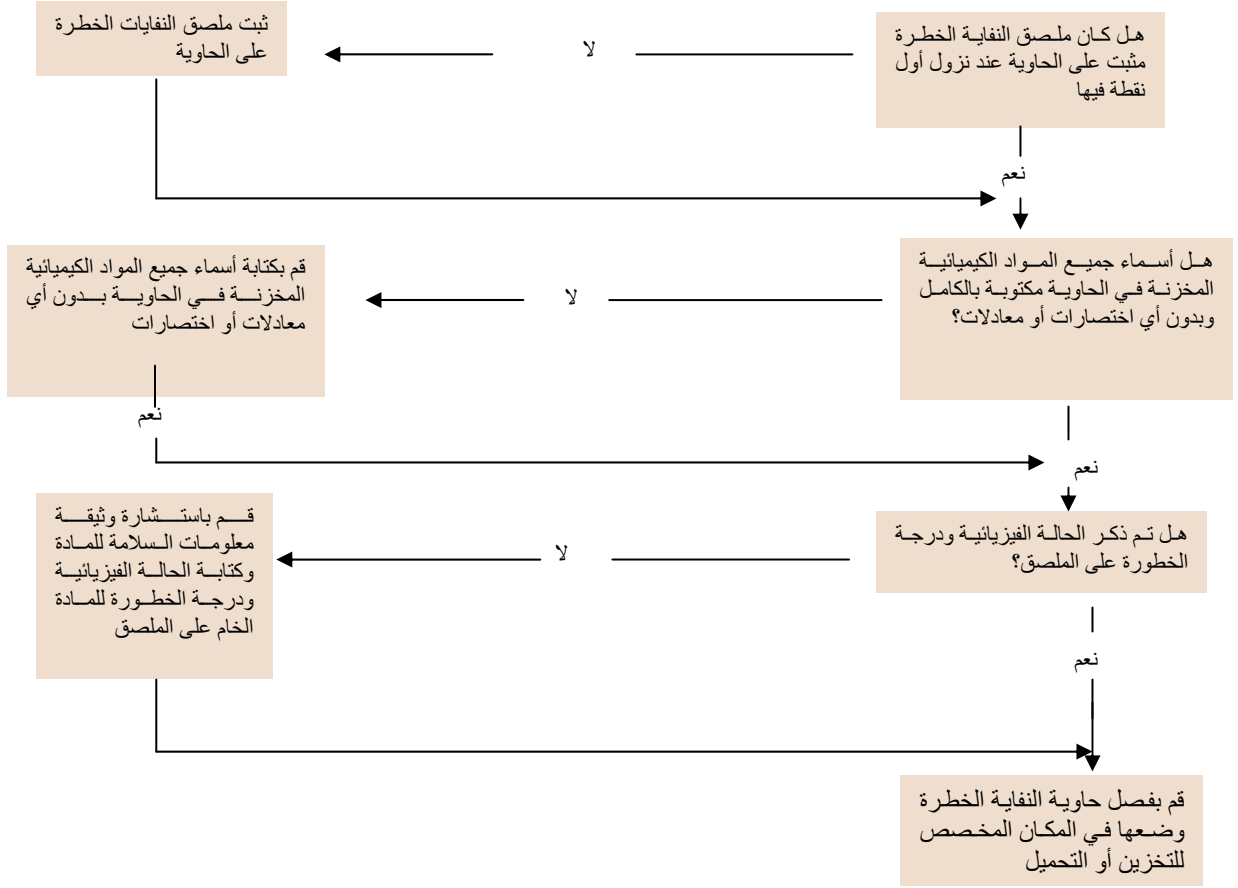 هل كان ملصق النفاية الخطرة
مثبت على الحاوية عند نزول أول
نقطة فيها
لا
ثبت ملصق النفايات الخطرة
على الحاوية
نعم
هل أسماء جميع المواد الكيميائية
المخزنة في الحاوية مكتوبة بالكامل
وبدون أي اختصارات أو معادلات؟
لا
قم بكتابة أسماء جميع المواد الكيميائية
المخزنة في الحاوية بدون أي
معادلات أو اختصارات
نعم
نعم
هل تم ذكر الحالة الفيزيائية ودرجة
الخطورة على الملصق؟
لا
قم باستشارة وثيقة
معلومات السلامة للمادة
وكتابة الحالة الفيزيائية
ودرجة الخطورة للمادة
الخام على الملصق
نعم
قم بفصل حاوية النفاية الخطرة
وضعها في المكان المخصص
للتخزين أو التحميل